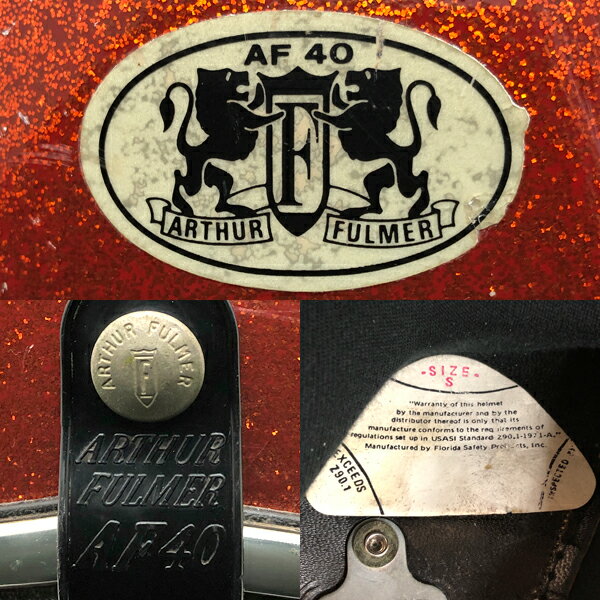 AF 40
F
ARTHUR FULMER
ARTHUR FULMER
F
ARTHUR
FULMER
AF40
-SIZE-
S
"Warranty of this helmet
by the manufacturer and by the
distributor thereof is only that its
manufacture conforms to the requirements of
regulations set up in USASI Standard Z90.1-1971-A."
Manufactured by Florida Safety Products, Inc.
EXCEEDS
Z90.1
INSPECTED BY